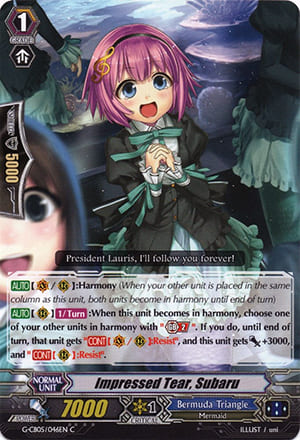 1
GRADE
SHIELD 5000
President Lauris, I'll follow you forever!
AUTO [ / ]:Harmony (When your other unit is placed in the same
column as this unit, both units become in harmony until end of turn)
AUTO [ / ] 1/Turn :When this unit becomes in harmony, choose
of your other units in harmony with " ". If you do, until end of
turn, that unit gets "CONT [ / ]:Resist", and this unit gets +3000,
and "CONT [ / ]:Resist".
NORMAL
UNIT
Impressed Tear, Subaru
POWER
7000
1
CRITICAL
Bermuda Triangle
Mermaid
G-CB05/046EN C
ILLUST / uni